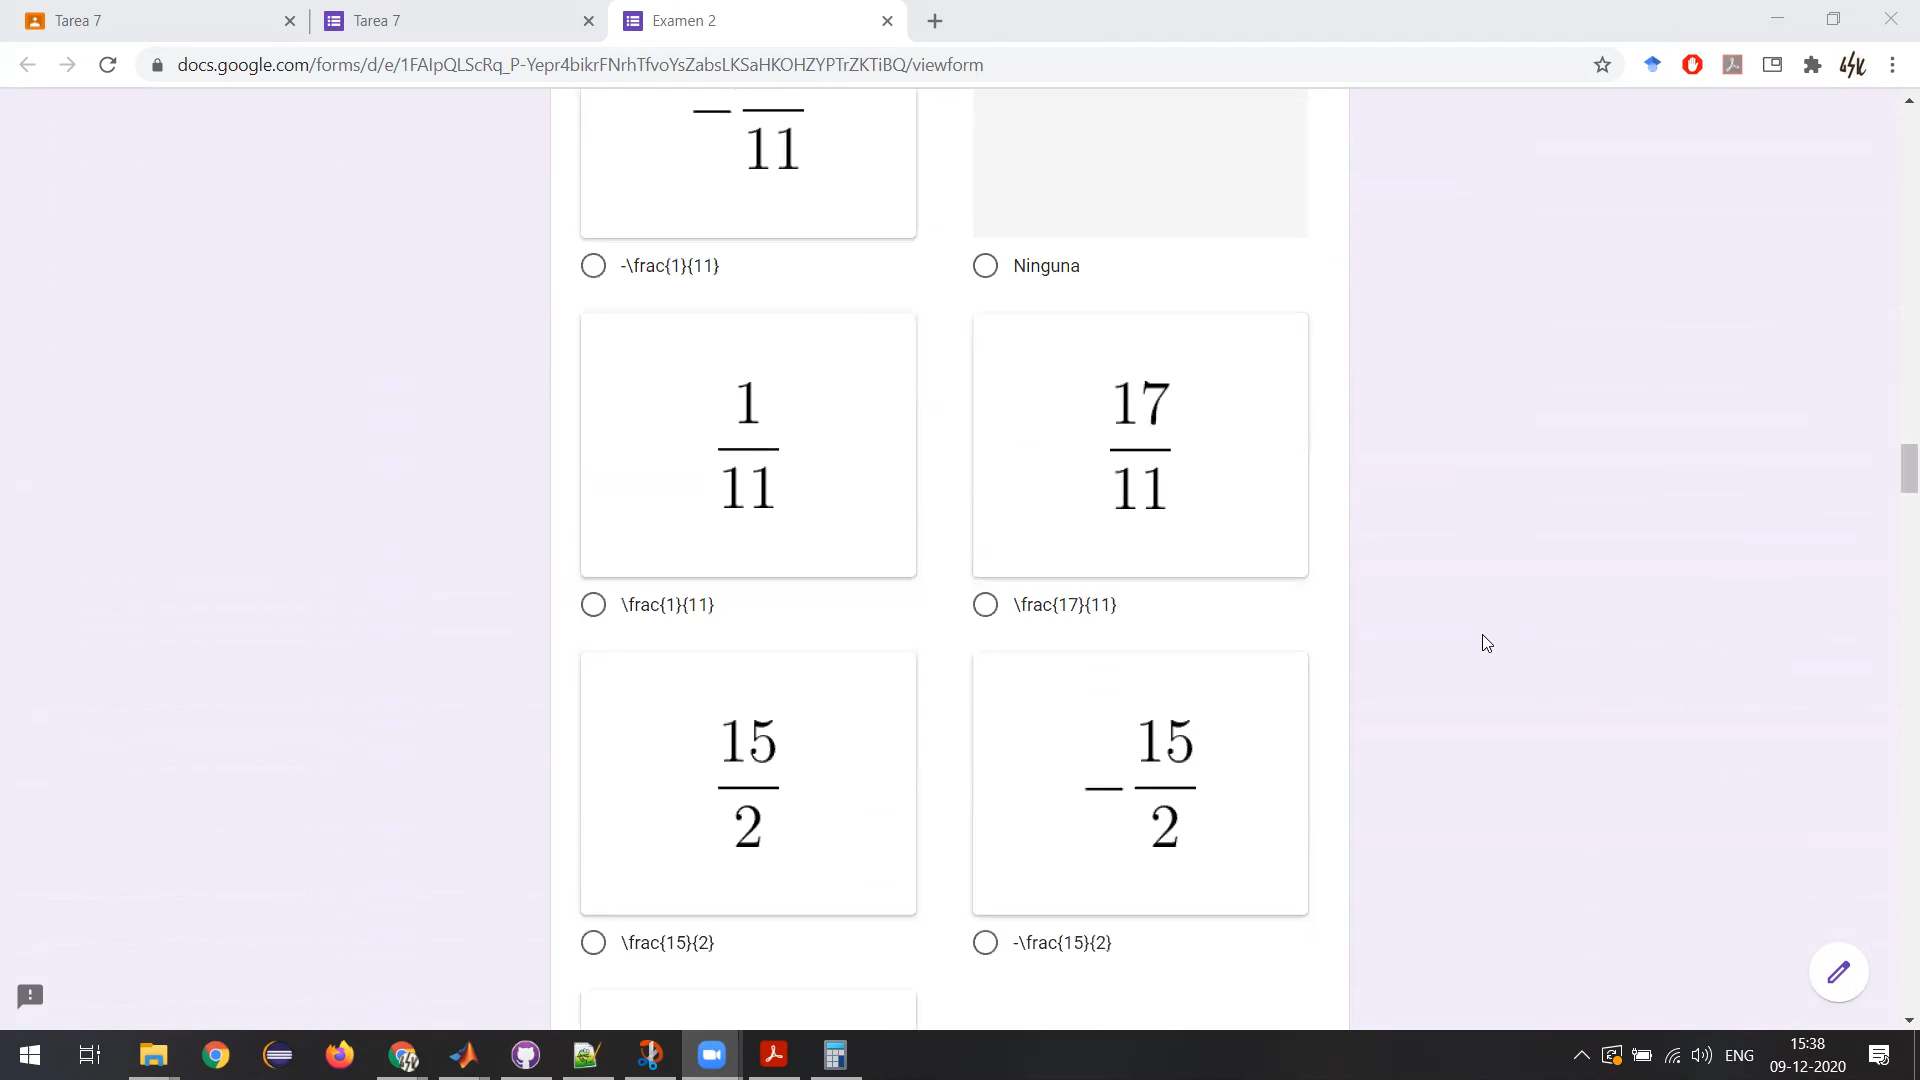 Tarea 7
Tarea 7
Examen 2
docs.google.com/forms/d/e/1FAIpQLScRq_P-Yepr4bikrFNrhTfvoYsZabsLKSaHKOHZYPTrZKTiBQ/viewform
−
11
-\frac{1}{11}
Ninguna
1
11
17
11
\frac{1}{11}
\frac{17}{11}
15
2
− 15
2
\frac{15}{2}
-\frac{15}{2}
ENG
15:38
09-12-2020